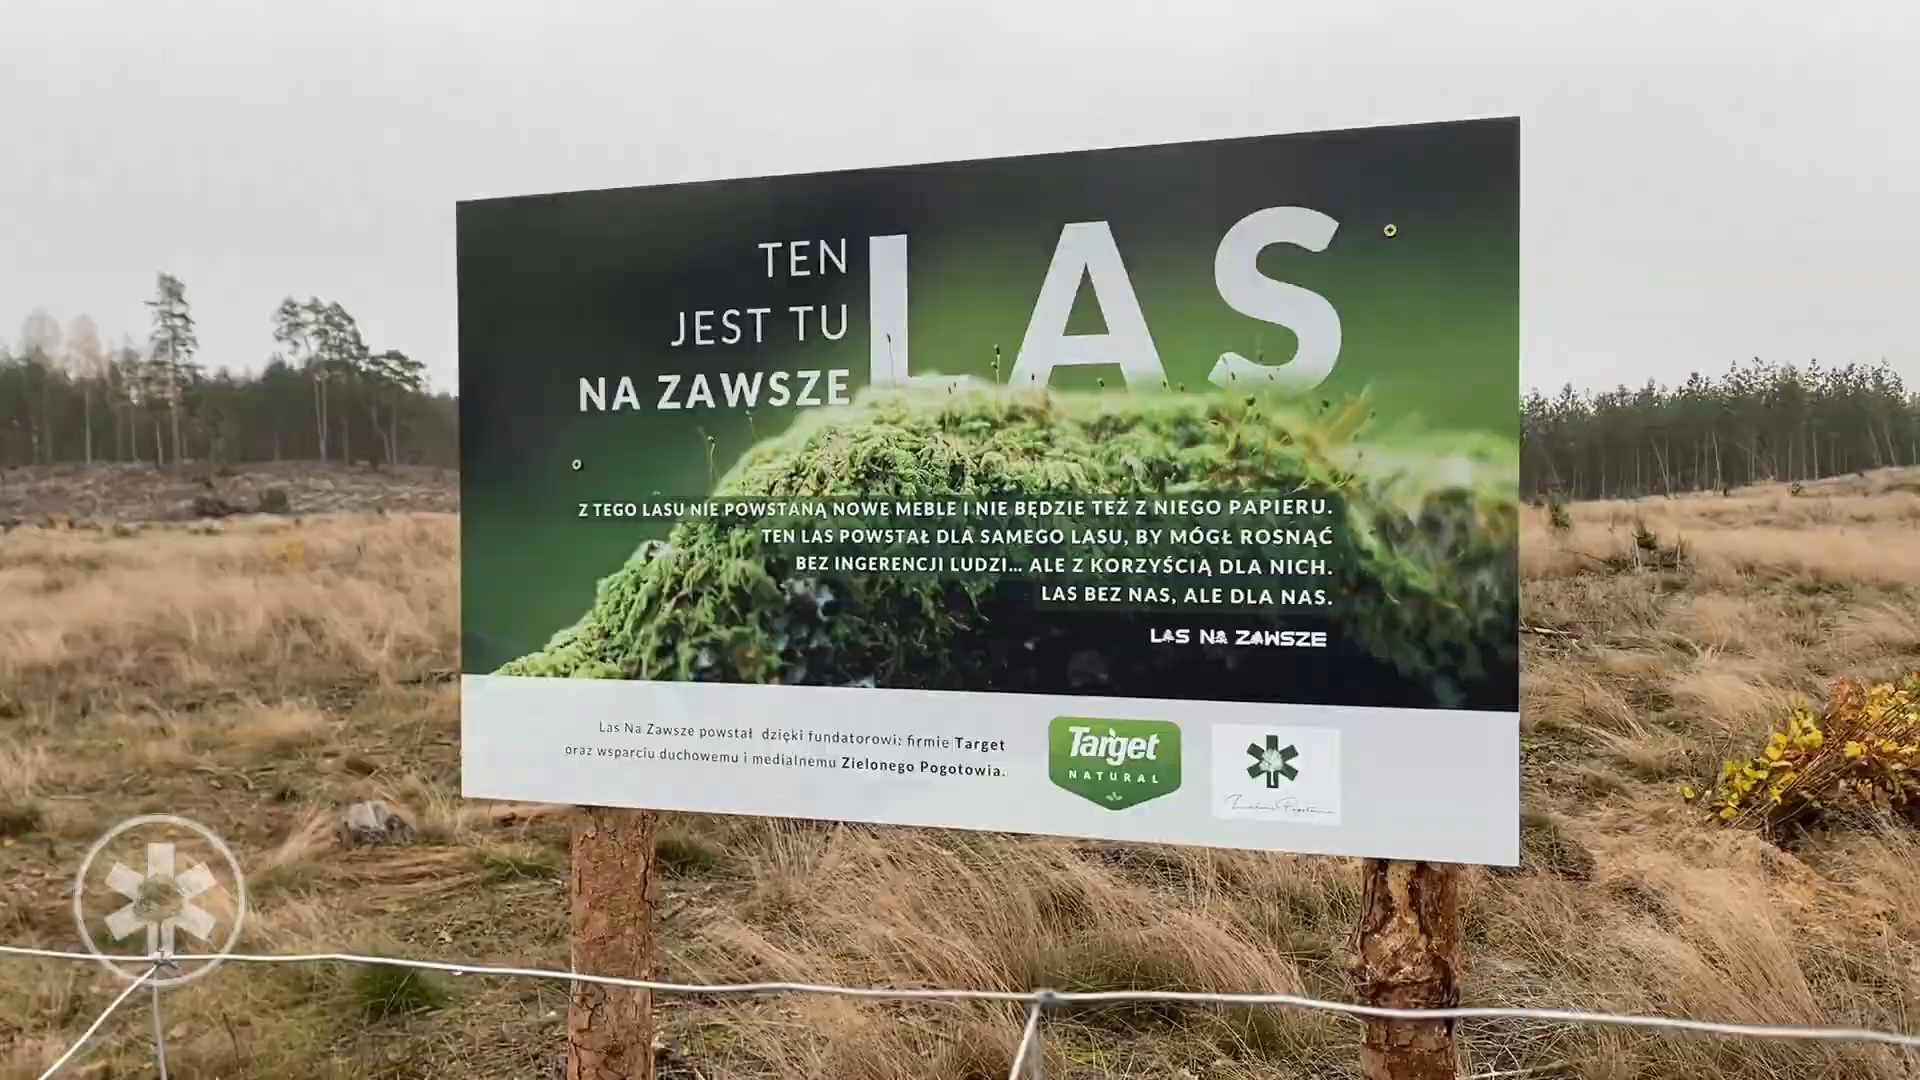 TEN
JEST TU
NA ZAWSZE
LAS
Z TEGO LASU NIE POWSTANĄ NOWE MEBLE I NIE BĘDZIE TEŻ Z NIEGO PAPIERU.
TEN LAS POWSTAŁ DLA SAMEGO LASU, BY MÓGŁ ROSNĄĆ
BEZ INGERENCJI LUDZI... ALE Z KORZYŚCIĄ DLA NICH.
LAS BEZ NAS, ALE DLA NAS.
LAS NA ZAWSZE
Las Na Zawsze powstał dzięki fundatorowi: firmie Target
oraz wsparciu duchowemu i medialnemu Zielonego Pogotowia.
Target
NATURAL